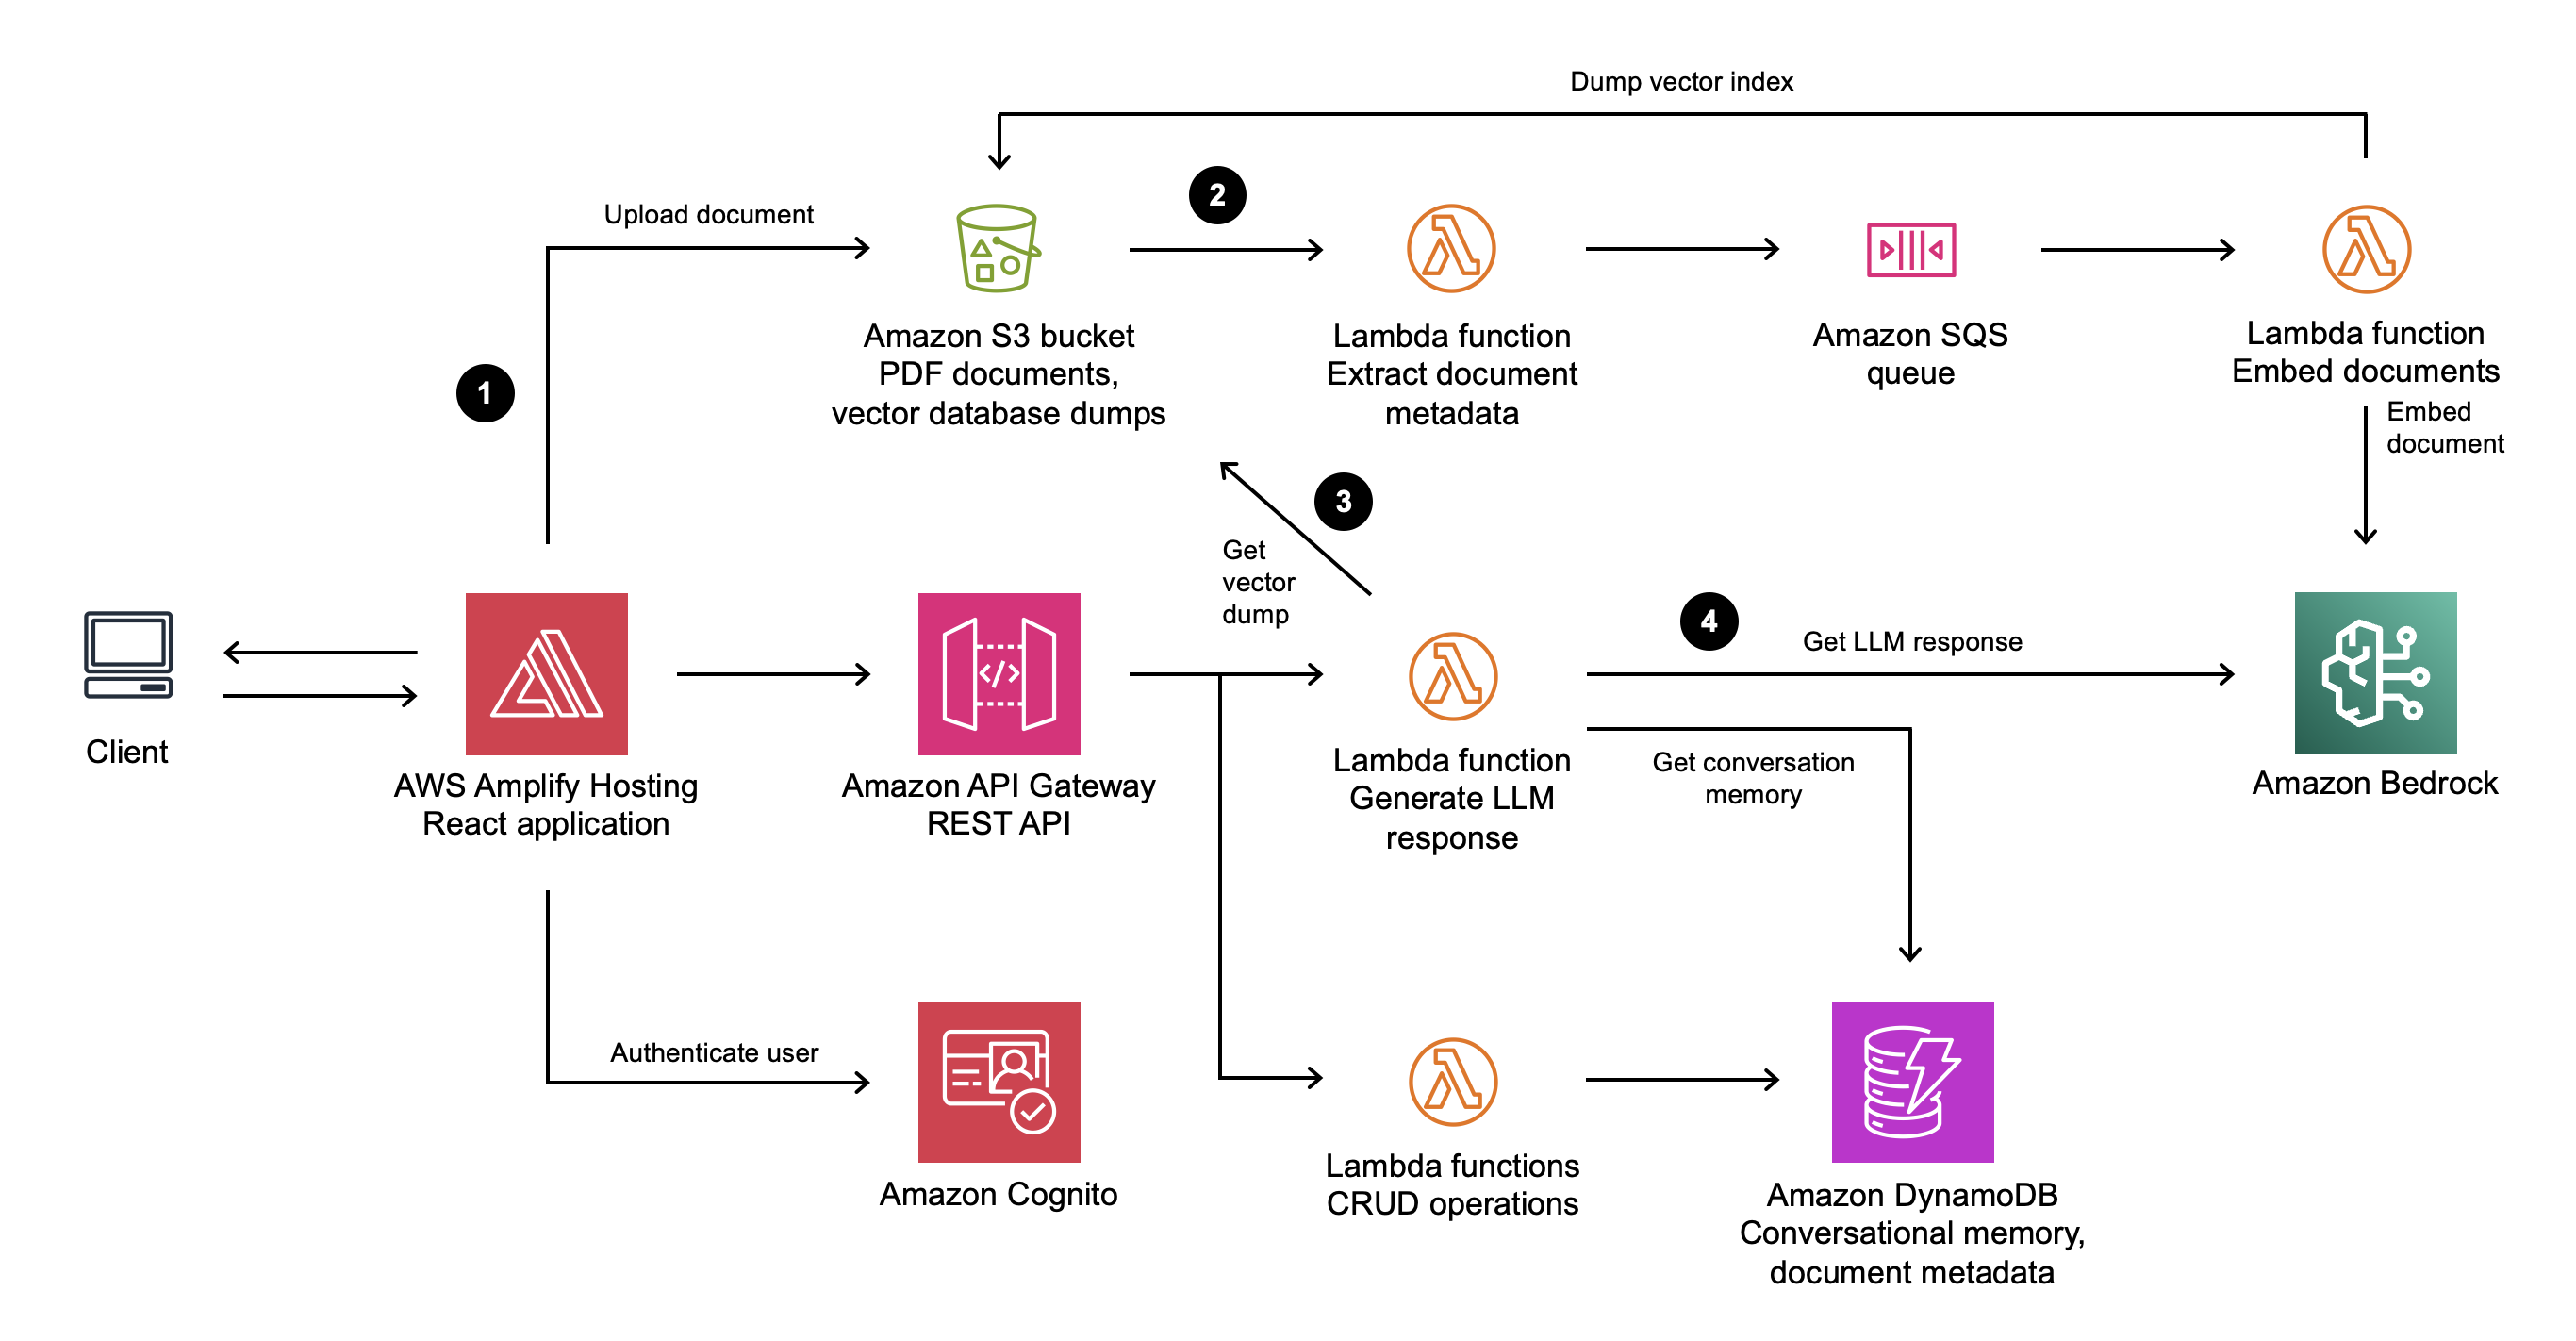 Dump vector index
Upload document
2
Amazon S3 bucket
PDF documents,
vector database dumps
Lambda function
Extract document
metadata
Amazon SQS
queue
Lambda function
Embed documents
Embed
document
1
3
Get
vector
dump
4
Get LLM response
Client
AWS Amplify Hosting
React application
</>
Amazon API Gateway
REST API
Lambda function
Generate LLM
response
Get conversation
memory
Amazon Bedrock
Authenticate user
Amazon Cognito
Lambda functions
CRUD operations
Amazon DynamoDB
Conversational memory,
document metadata